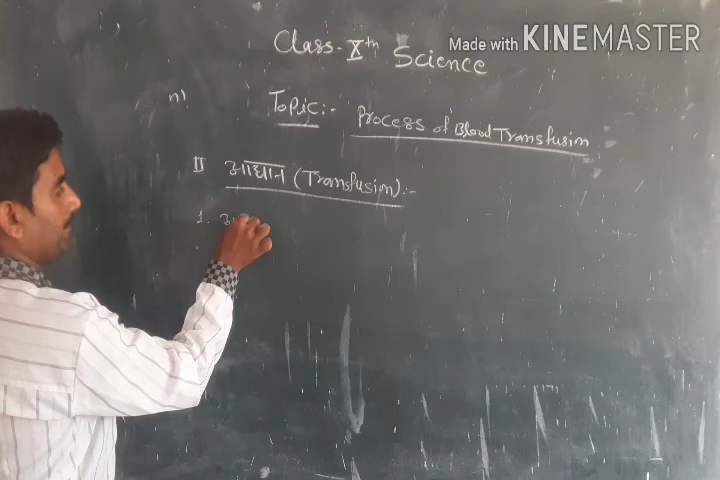 Made with KINEMASTER
Class-Xth Science
n)
Topic:- Process of Blood Transfusion
II आधान (Transfusion):-
1.